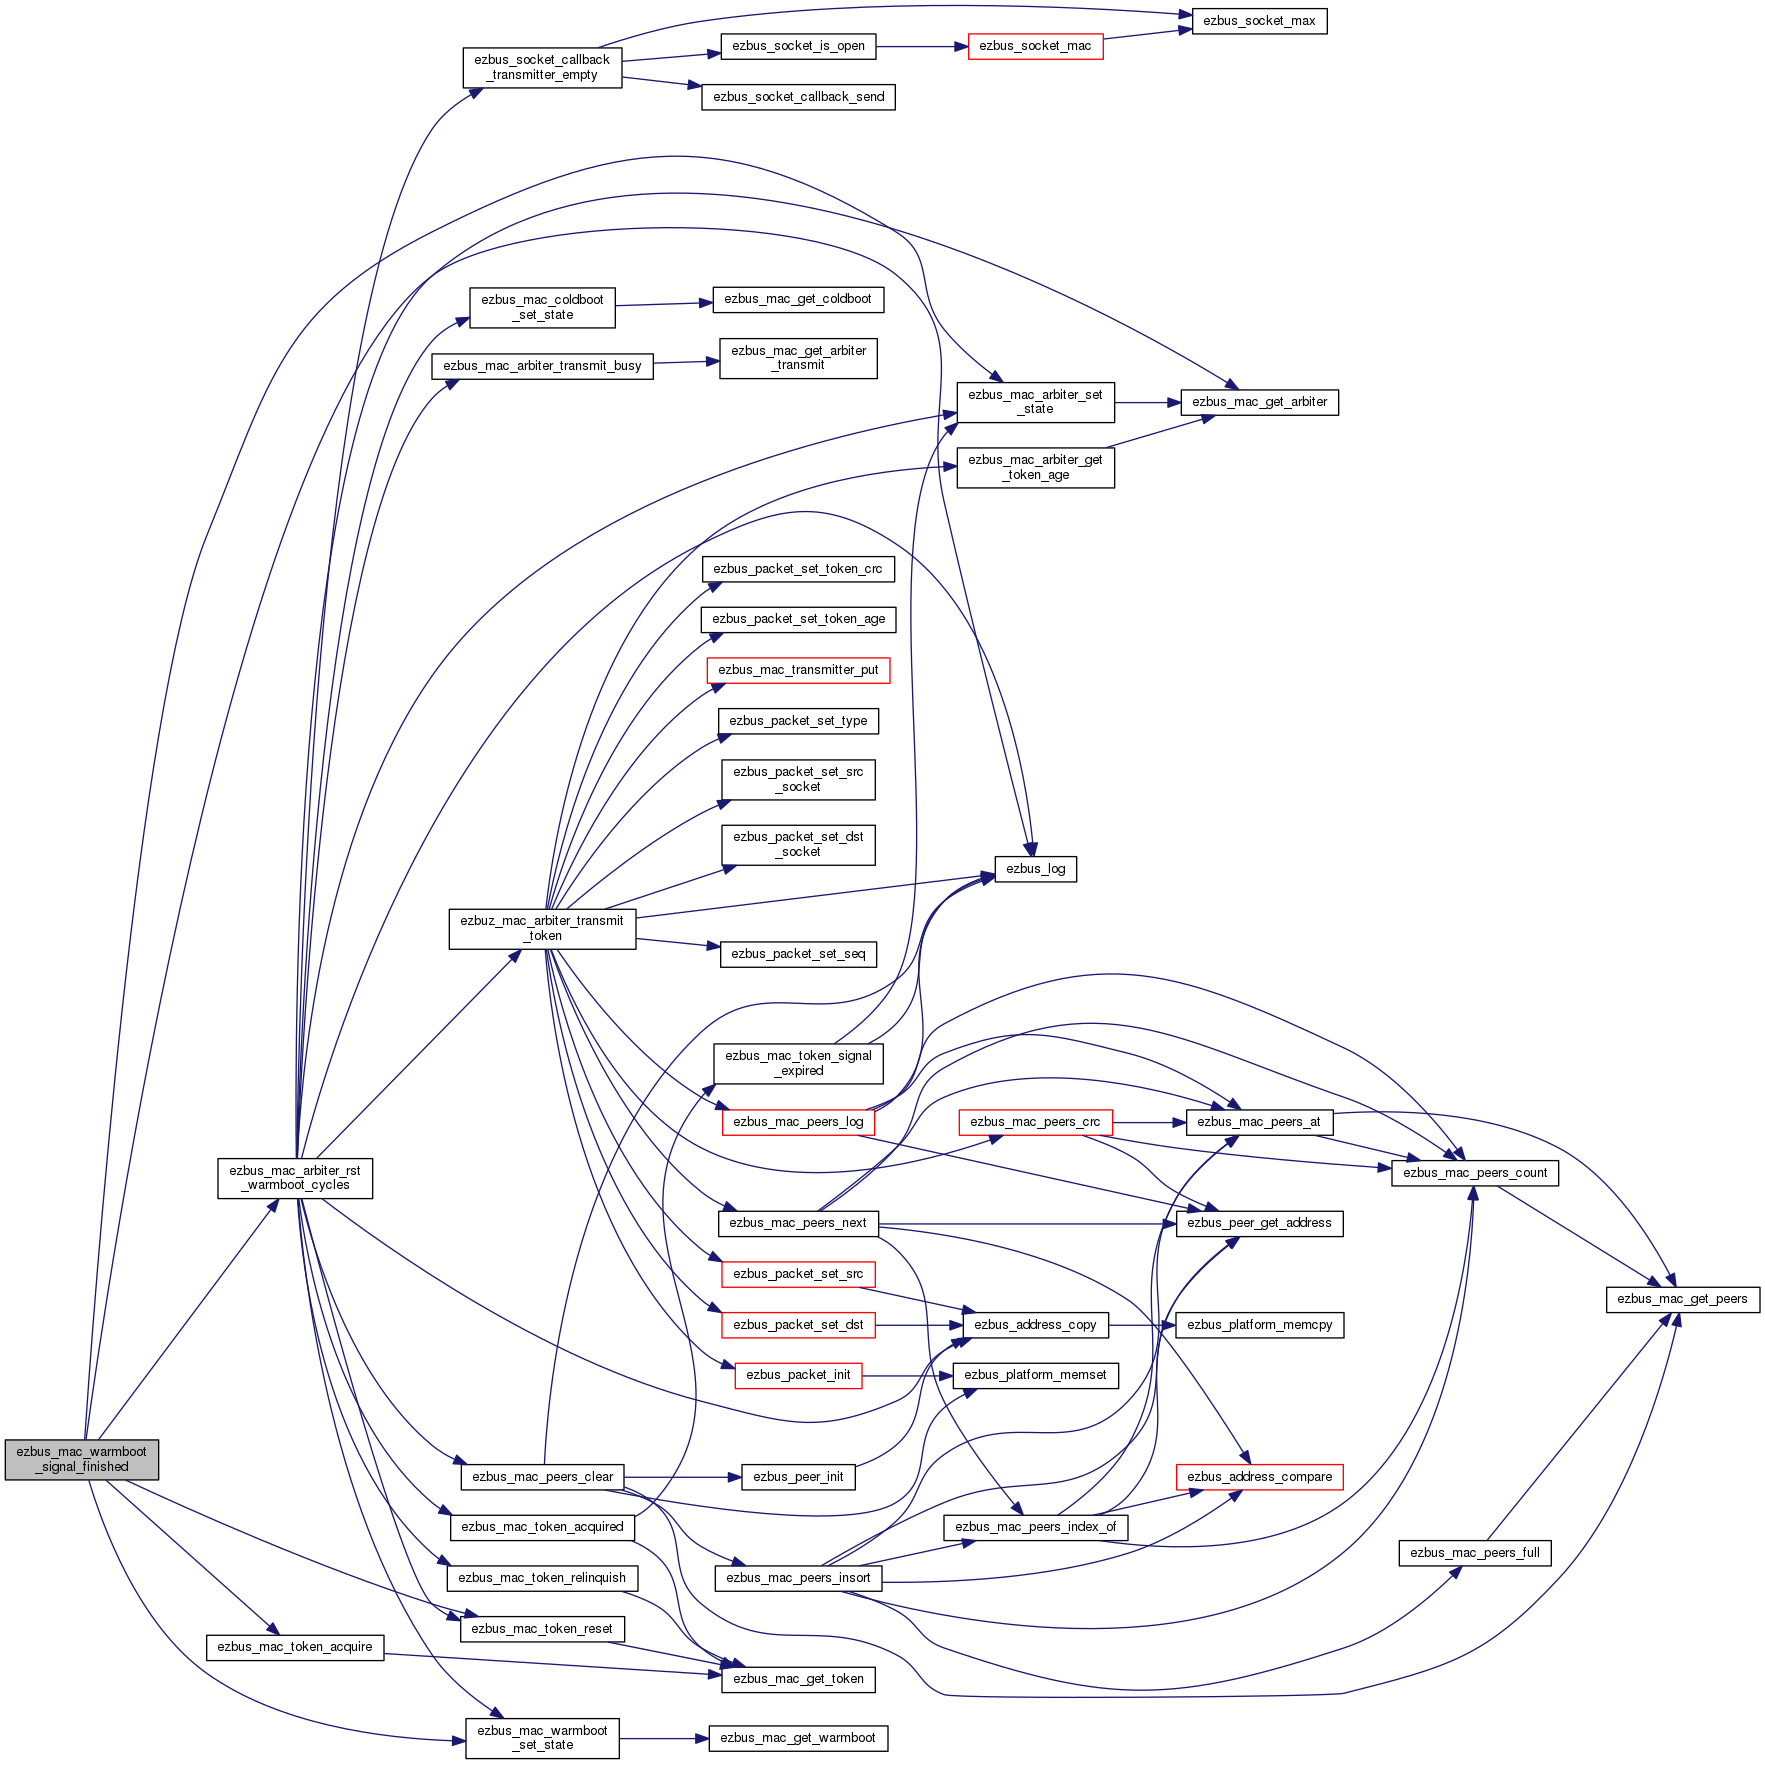 ezbus_socket_max
ezbus_socket_is_open
ezbus_socket_mac
ezbus_socket_callback
_transmitter_empty
ezbus_socket_callback_send
ezbus_mac_coldboot
_set_state
ezbus_mac_get_coldboot
ezbus_mac_arbiter_transmit_busy
ezbus_mac_get_arbiter
_transmit
ezbus_mac_arbiter_set
_state
ezbus_mac_get_arbiter
ezbus_mac_arbiter_get
_token_age
ezbus_packet_set_token_crc
ezbus_packet_set_token_age
ezbus_mac_transmitter_put
ezbus_packet_set_type
ezbus_packet_set_src
_socket
ezbus_packet_set_dst
_socket
ezbus_log
ezbuz_mac_arbiter_transmit
_token
ezbus_packet_set_seq
ezbus_mac_token_signal
_expired
ezbus_mac_peers_log
ezbus_mac_peers_crc
ezbus_mac_peers_at
ezbus_mac_arbiter_rst
_warmboot_cycles
ezbus_mac_peers_count
ezbus_mac_peers_next
ezbus_peer_get_address
ezbus_packet_set_src
ezbus_mac_get_peers
ezbus_packet_set_dst
ezbus_address_copy
ezbus_platform_memcpy
ezbus_packet_init
ezbus_platform_memset
ezbus_mac_warmboot
_signal_finished
ezbus_mac_peers_clear
ezbus_peer_init
ezbus_address_compare
ezbus_mac_token_acquired
ezbus_mac_peers_index_of
ezbus_mac_peers_full
ezbus_mac_token_relinquish
ezbus_mac_peers_insort
ezbus_mac_token_reset
ezbus_mac_token_acquire
ezbus_mac_get_token
ezbus_mac_warmboot
_set_state
ezbus_mac_get_warmboot